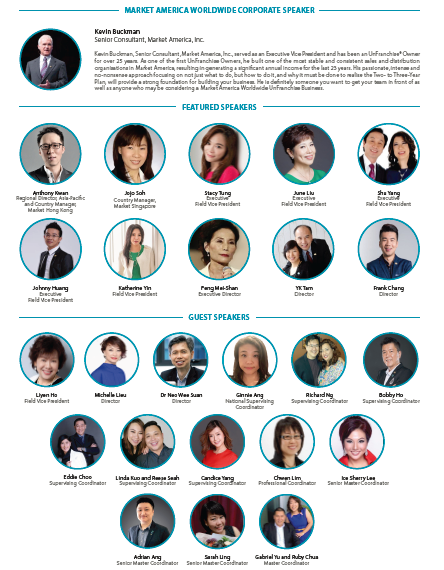 MARKET AMERICA WORLDWIDE CORPORATE SPEAKER
Kevin Buckman
Senior Consultant, Market America, Inc.
Kevin Buckman, Senior Consultant, Market America, Inc., served as an Executive Vice President and has been an UnFranchise® Owner
for over 25 years. As one of the first UnFranchise Owners, he built one of the most stable and consistent sales and distribution
organisations in Market America, resulting in generating a significant annual income for the last 25 years. His passionate, intense and
no-nonsense approach focusing on not just what to do, but how to do it, and why it must be done to realise the Two- to Three-Year
Plan, will provide a strong foundation for building your business. He is definitely someone you want to get your team in front of as
well as anyone who may be considering a Market America Worldwide UnFranchise Business.
FEATURED SPEAKERS
Anthony Kwan
Regional Director, Asia-Pacific
and Country Manager,
Market Hong Kong
Jojo Soh
Country Manager,
Market Singapore
Stacy Tung
Executive
Field Vice President
June Liu
Executive
Field Vice President
Sha Yang
Executive
Field Vice President
Johnny Huang
Executive
Field Vice President
Katherine Yin
Field Vice President
Peng Mei-Shan
Executive Director
YK Tam
Director
Frank Chang
Director
GUEST SPEAKERS
Liyen Ho
Field Vice President
Michelle Lieu
Director
Dr Neo Wee Suan
Director
Ginnie Ang
National Supervising
Coordinator
Richard Ng
Supervising Coordinator
Bobby Ho
Supervising Coordinator
Eddie Choo
Supervising Coordinator
Linda Kuo and Reese Seah
Supervising Coordinator
Candice Yang
Supervising Coordinator
Chwen Lim
Professional Coordinator
Ice Sherry Lee
Senior Master Coordinator
Adrian Ang
Senior Master Coordinator
Sarah Ling
Senior Master Coordinator
Gabriel Yu and Ruby Chua
Master Coordinator